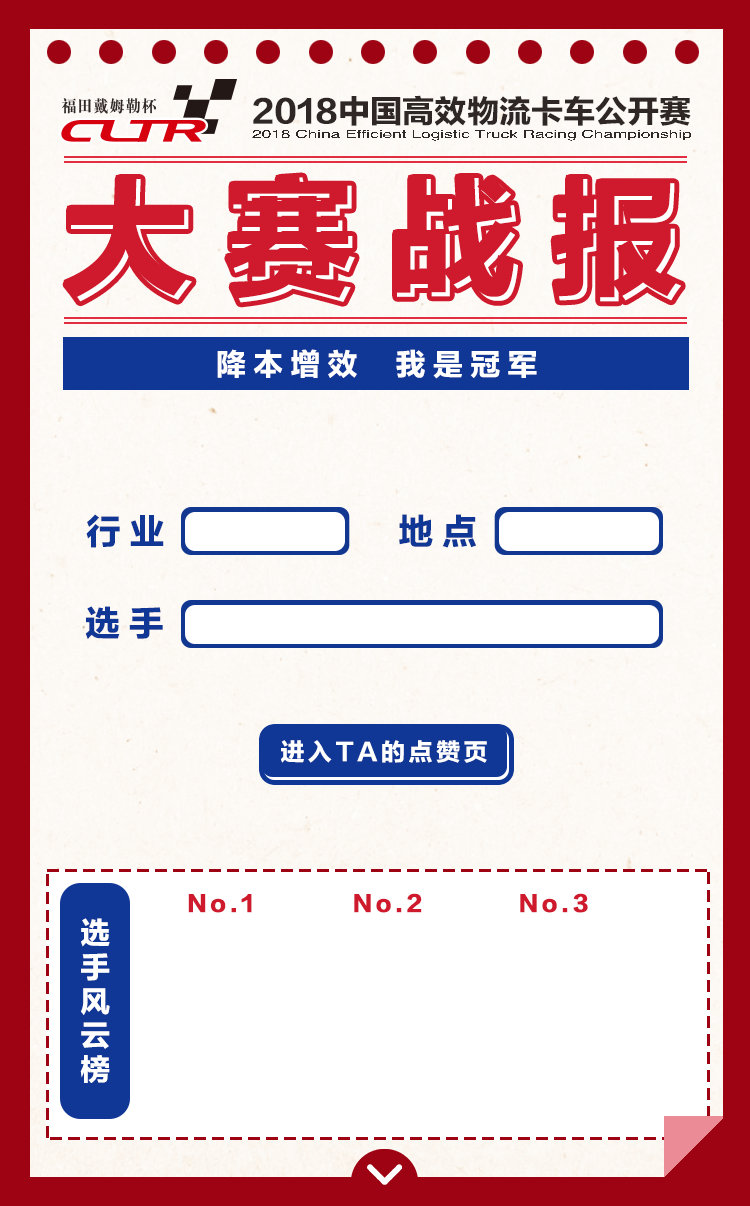 福田戴姆勒杯
CLTR
2018中国高效物流卡车公开赛
2018 China Efficient Logistic Truck Racing Championship
大赛战报
降本增效 我是冠军
行业 地点
选手
进入TA的点赞页
No.1 No.2 No.3
选手风云榜